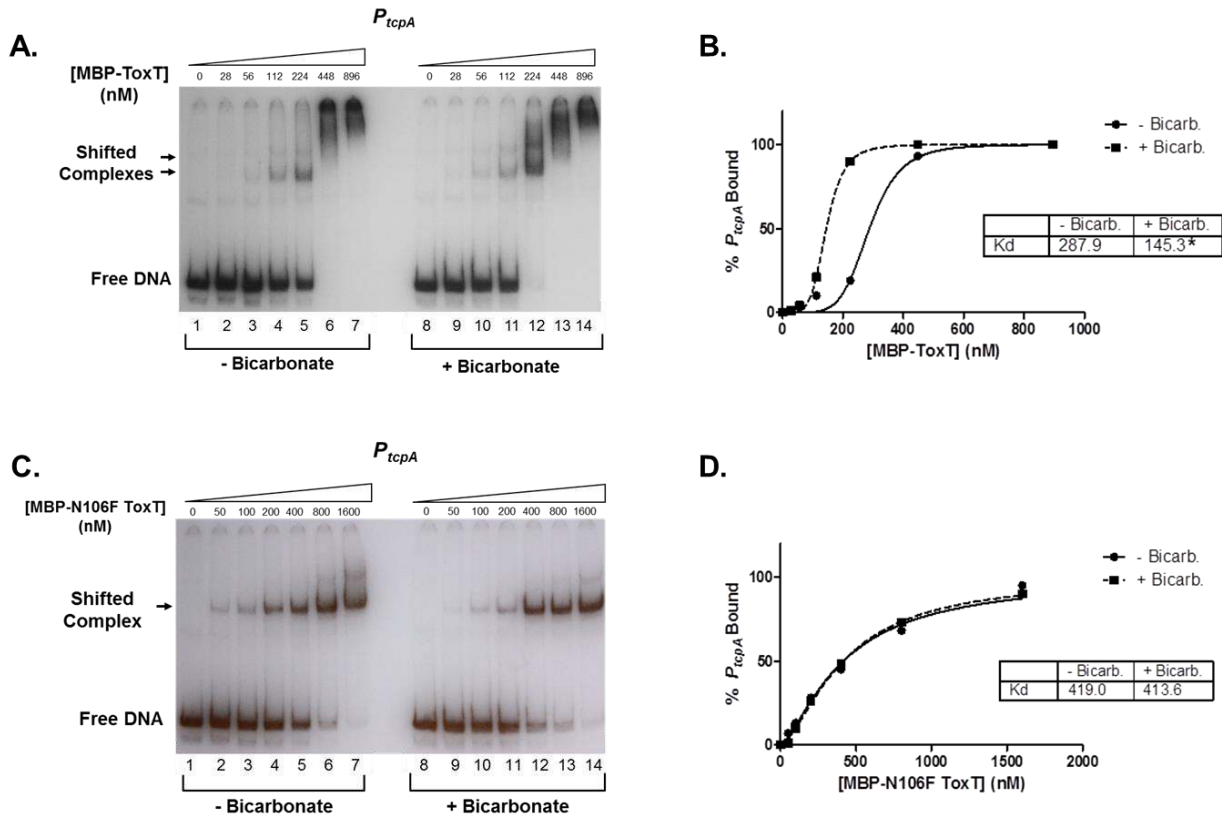 A.
PtcpA
[MBP-ToxT]
(nM)
0 28 56 112 224 448 896
0 28 56 112 224 448 896
Shifted
Complexes
Free DNA
1 2 3 4 5 6 7
8 9 10 11 12 13 14
- Bicarbonate
+ Bicarbonate
B.
- Bicarb.
+ Bicarb.
% PtcpA Bound
100
50
0
0 200 400 600 800 1000
[MBP-ToxT] (nM)
- Bicarb. + Bicarb.
Kd 287.9 145.3*
C.
PtcpA
[MBP-N106F ToxT]
(nM)
0 50 100 200 400 800 1600
0 50 100 200 400 800 1600
Shifted
Complex
Free DNA
1 2 3 4 5 6 7
8 9 10 11 12 13 14
- Bicarbonate
+ Bicarbonate
D.
- Bicarb.
+ Bicarb.
% PtcpA Bound
100
50
0
0 500 1000 1500 2000
[MBP-N106F ToxT] (nM)
- Bicarb. + Bicarb.
Kd 419.0 413.6